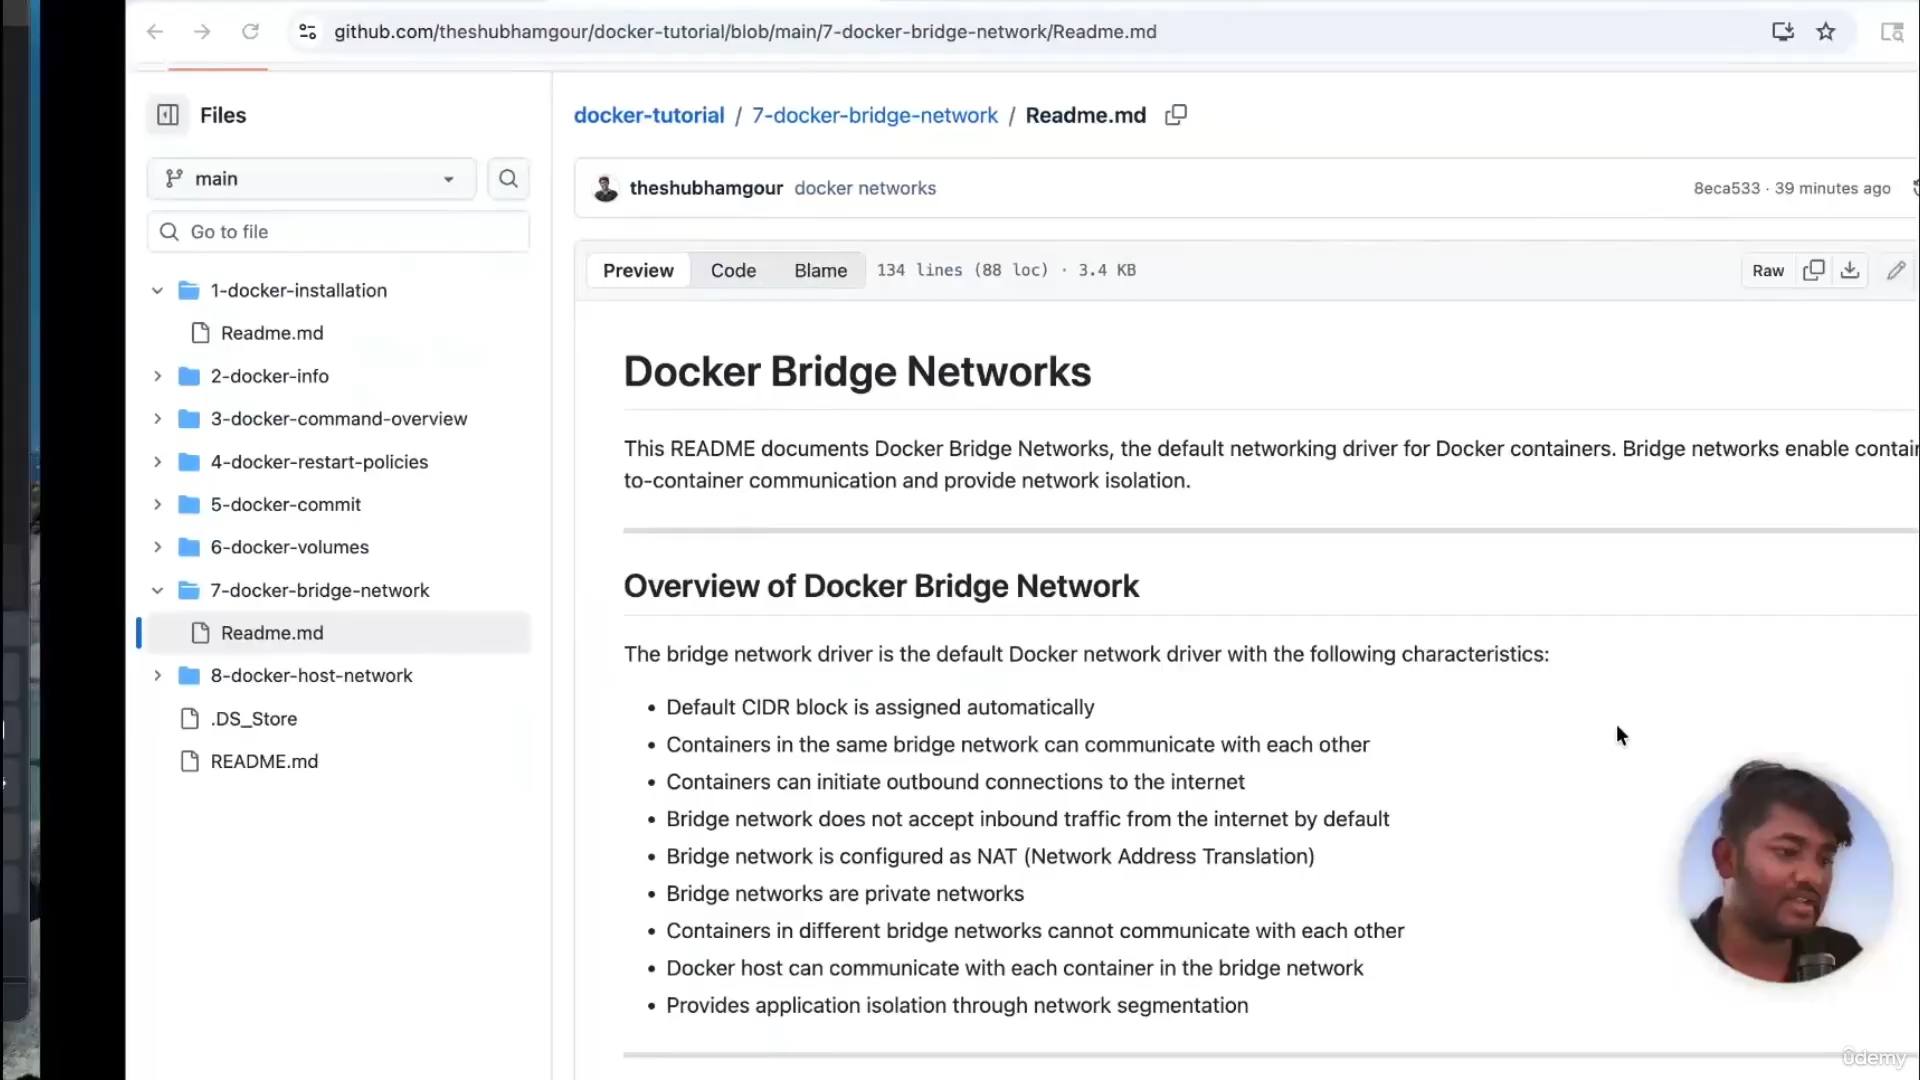 github.com/theshubhamgour/docker-tutorial/blob/main/7-docker-bridge-network/Readme.md
Files
docker-tutorial / 7-docker-bridge-network / Readme.md
main
theshubhamgour docker networks
8eca533 · 39 minutes ago
Go to file
Preview Code Blame 134 lines (88 loc) · 3.4 KB
Raw
1-docker-installation
Readme.md
2-docker-info
3-docker-command-overview
4-docker-restart-policies
5-docker-commit
6-docker-volumes
7-docker-bridge-network
Readme.md
8-docker-host-network
.DS_Store
README.md
Docker Bridge Networks
This README documents Docker Bridge Networks, the default networking driver for Docker containers. Bridge networks enable contai
to-container communication and provide network isolation.
Overview of Docker Bridge Network
The bridge network driver is the default Docker network driver with the following characteristics:
• Default CIDR block is assigned automatically
• Containers in the same bridge network can communicate with each other
• Containers can initiate outbound connections to the internet
• Bridge network does not accept inbound traffic from the internet by default
• Bridge network is configured as NAT (Network Address Translation)
• Bridge networks are private networks
• Containers in different bridge networks cannot communicate with each other
• Docker host can communicate with each container in the bridge network
• Provides application isolation through network segmentation
ûdemy